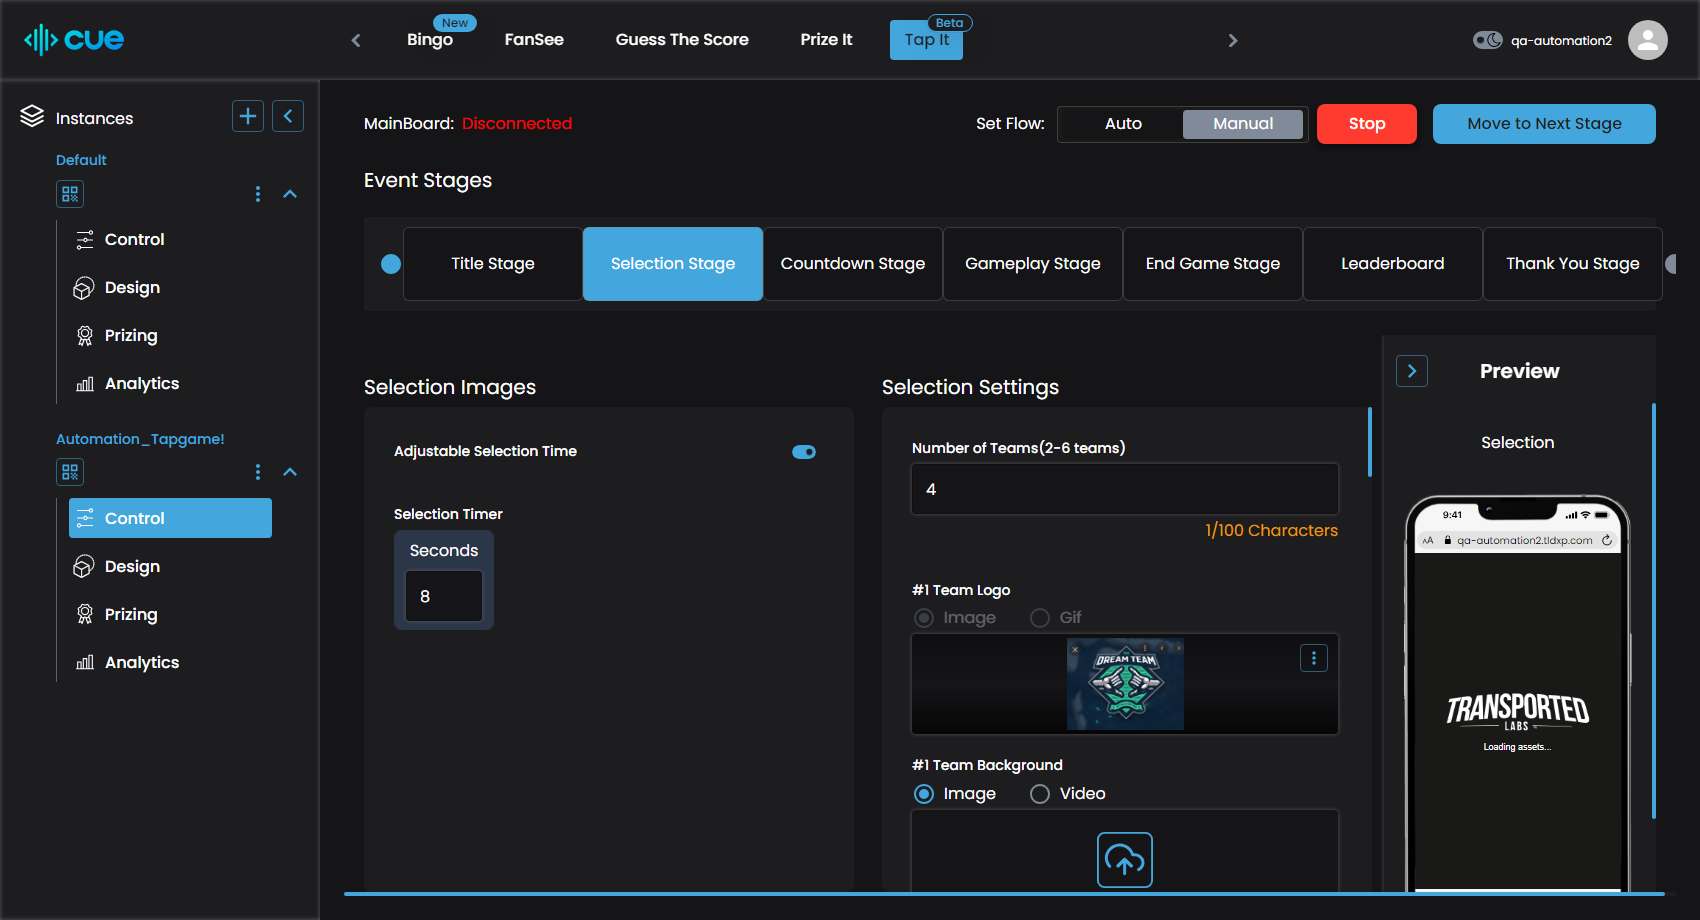 cue
New
Bingo
FanSee
Guess The Score
Prize It
Beta
Tap It
qa-automation2
Instances
Default
Control
Design
Prizing
Analytics
Automation_Tapgame!
Control
Design
Prizing
Analytics
MainBoard: Disconnected
Set Flow:
Auto
Manual
Stop
Move to Next Stage
Event Stages
Title Stage
Selection Stage
Countdown Stage
Gameplay Stage
End Game Stage
Leaderboard
Thank You Stage
Selection Images
Adjustable Selection Time
Selection Timer
Seconds
8
Selection Settings
Number of Teams(2-6 teams)
4
1/100 Characters
#1 Team Logo
Image
Gif
DREAM TEAM
#1 Team Background
Image
Video
Preview
Selection
9:41
AA
qa-automation2.tldxp.com
TRANSPORTED
LABS
Loading assets...